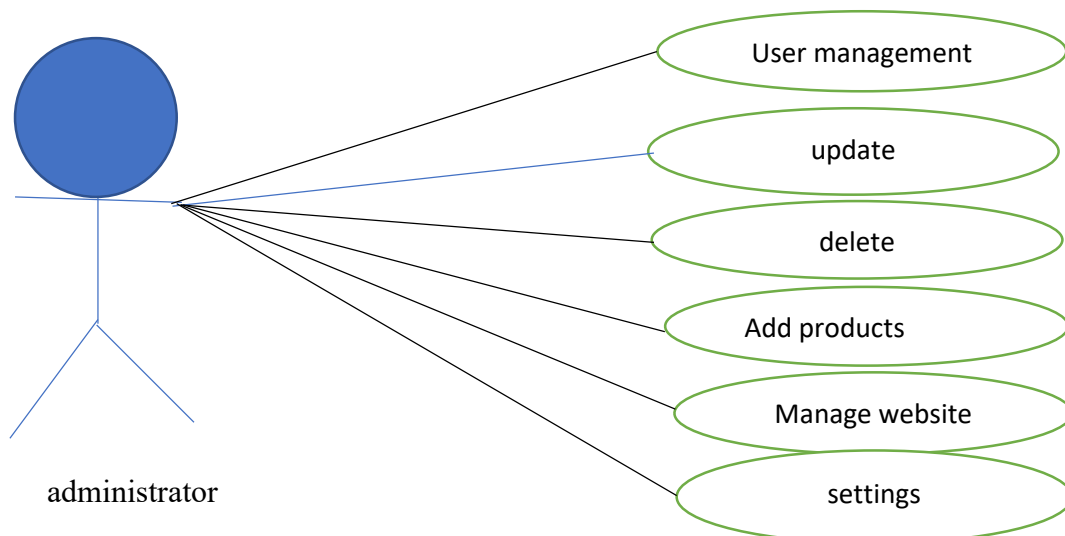 User management
update
delete
Add products
Manage website
settings
administrator